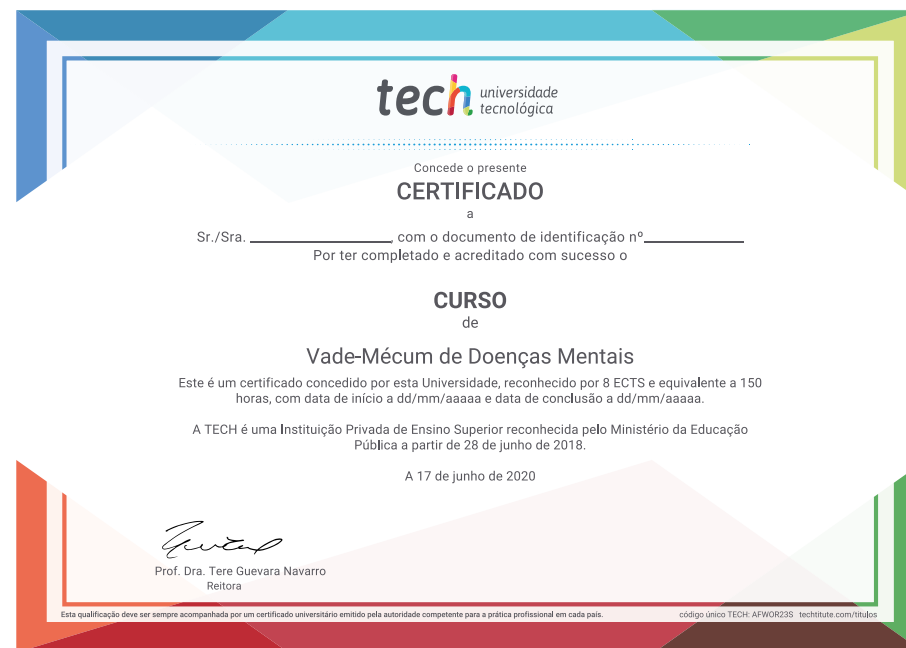 tech universidade
tecnológica
Concede o presente
CERTIFICADO
a
Sr./Sra. , com o documento de identificação nº
Por ter completado e acreditado com sucesso o
CURSO
de
Vade-Mécum de Doenças Mentais
Este é um certificado concedido por esta Universidade, reconhecido por 8 ECTS e equivalente a 150
horas, com data de início a dd/mm/aaaaa e data de conclusão a dd/mm/aaaaa.
A TECH é uma Instituição Privada de Ensino Superior reconhecida pelo Ministério da Educação
Pública a partir de 28 de junho de 2018.
A 17 de junho de 2020
Prof. Dra. Tere Guevara Navarro
Reitora
Esta qualificação deve ser sempre acompanhada por um certificado universitário emitido pela autoridade competente para a prática profissional em cada país. código único TECH: AFWOR23S techtitute.com/titulos